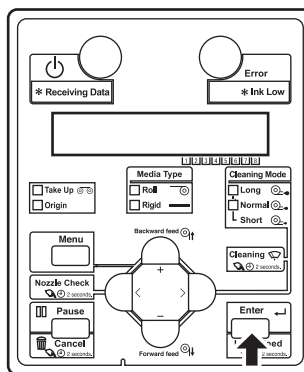 Error
* Receiving Data
* Ink Low
1 2 3 4 5 6 7 8
Media Type
Cleaning Mode
Take Up
Roll
Long
Origin
Rigid
Normal
Short
Menu
Backward feed
Cleaning
2 seconds.
Nozzle Check
2 seconds.
+
< >
−
Pause
Enter
Cancel
2 seconds.
Forward feed
2 seconds.